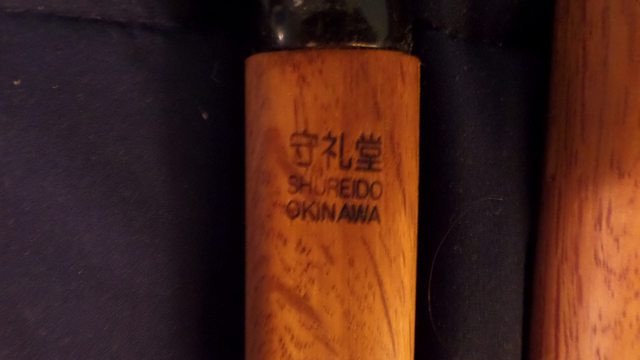 守礼堂
SHUREIDO
OKINAWA